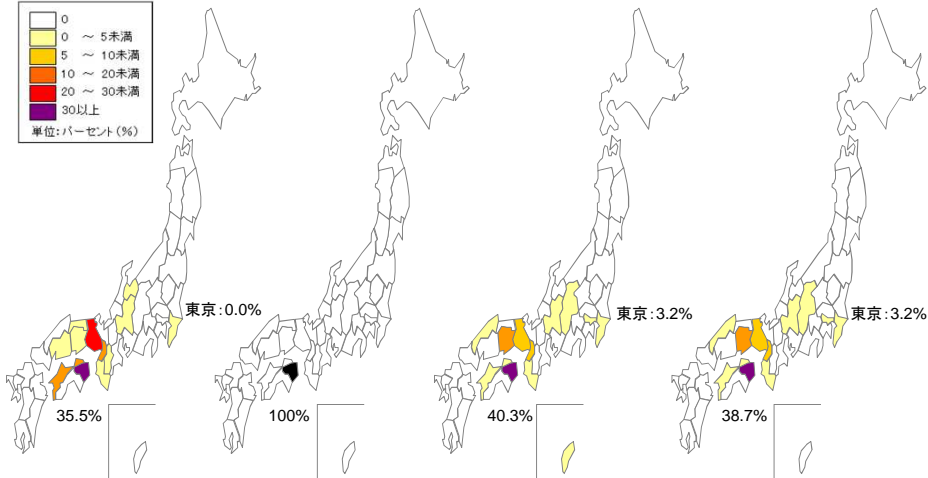 0
0 ～ 5未満
5 ～ 10未満
10 ～ 20未満
20 ～ 30未満
30以上
単位：パーセント（%）
東京：0.0%
東京：3.2%
東京：3.2%
35.5%
100%
40.3%
38.7%